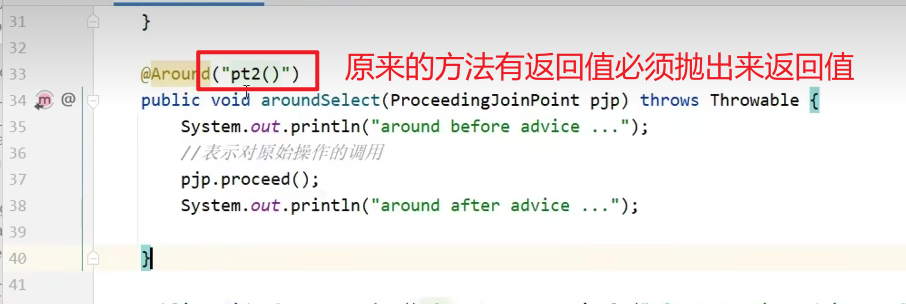 31 }
32
33 @Around("pt2()") 原来的方法有返回值必须抛出来返回值
34 public void aroundSelect(ProceedingJoinPoint pjp) throws Throwable {
35 System.out.println("around before advice ...");
36 //表示对原始操作的调用
37 pjp.proceed();
38 System.out.println("around after advice ...");
39
40 }
41